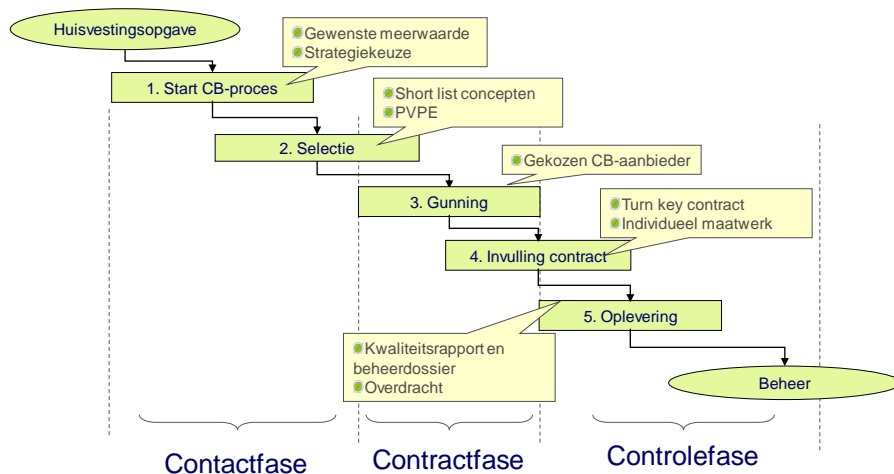 Huisvestingsopgave
Gewenste meerwaarde
Strategiekeuze
1. Start CB-proces
Short list concepten
PVPE
2. Selectie
Gekozen CB-aanbieder
3. Gunning
Turn key contract
Individueel maatwerk
4. Invulling contract
5. Oplevering
Kwaliteitsrapport en
beheerdossier
Overdracht
Beheer
Contactfase
Contractfase
Controlefase